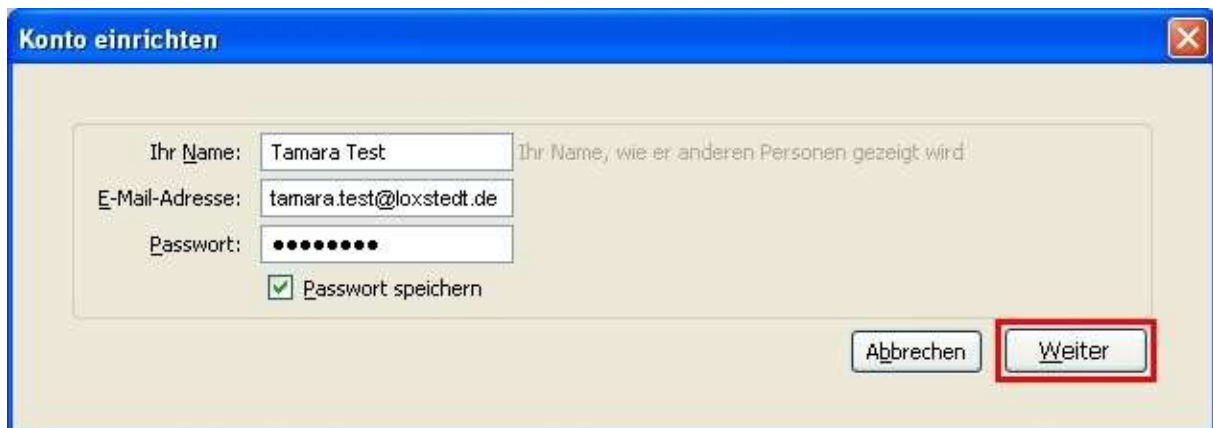 Konto einrichten
Ihr Name: Tamara Test Ihr Name, wie er anderen Personen gezeigt wird
E-Mail-Adresse: tamara.test@loxstedt.de
Passwort: ●●●●●●●●
Passwort speichern
Abbrechen Weiter